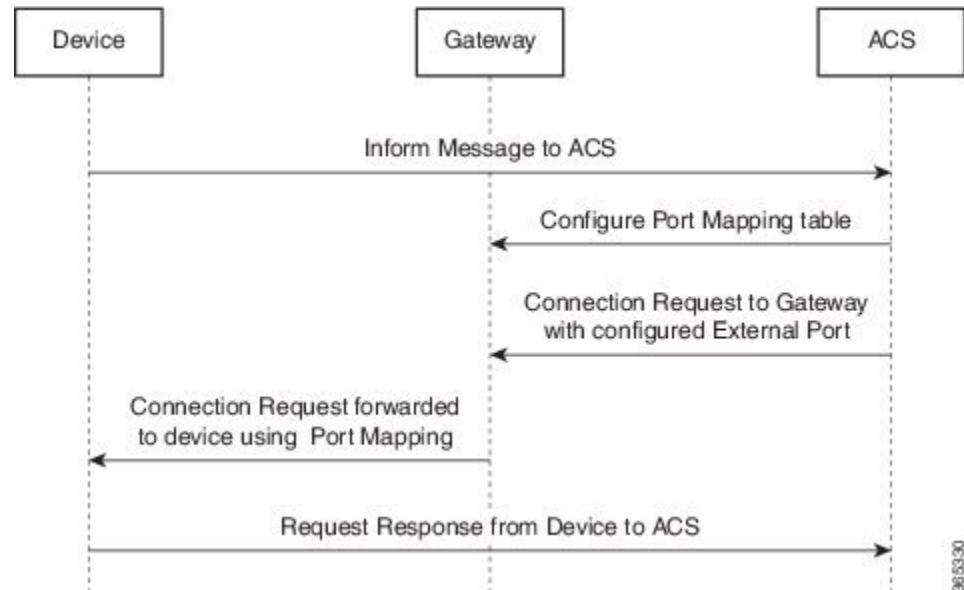 Device
Gateway
ACS
Inform Message to ACS
Configure Port Mapping table
Connection Request to Gateway
with configured External Port
Connection Request forwarded
to device using Port Mapping
Request Response from Device to ACS
365330